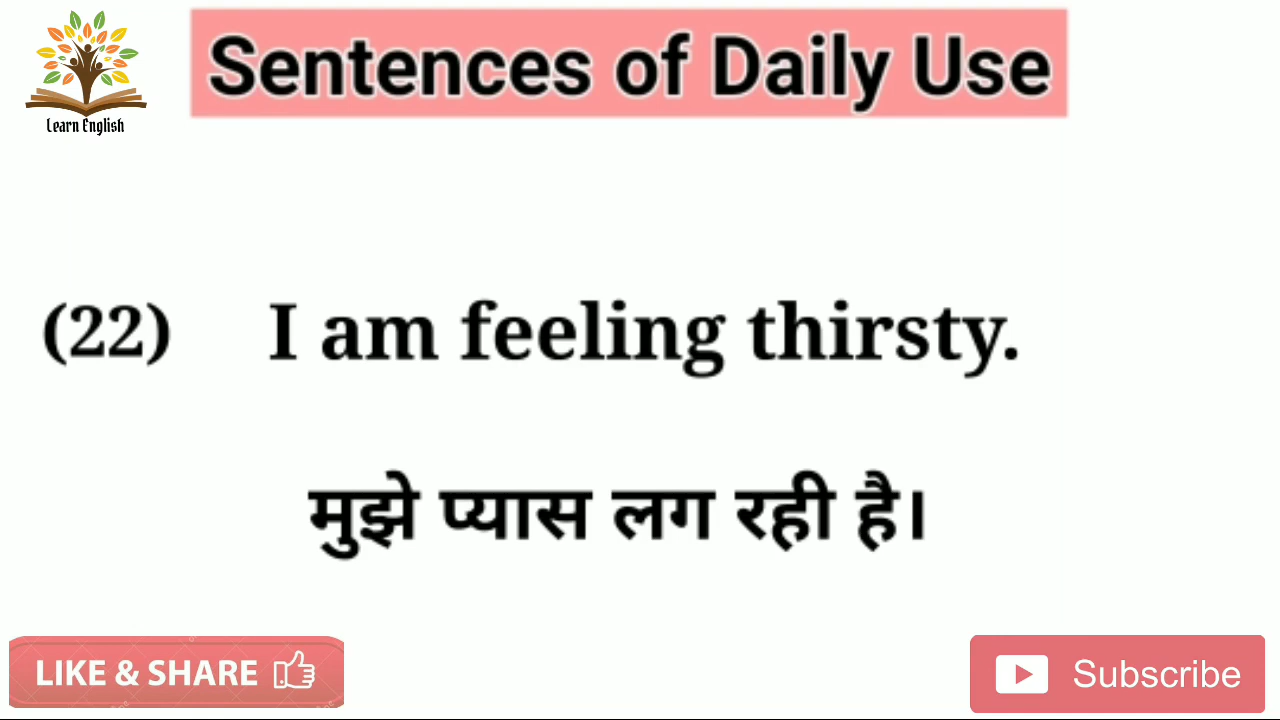 Sentences of Daily Use
Learn English
(22) I am feeling thirsty.
मुझे प्यास लग रही है।
LIKE & SHARE
Subscribe